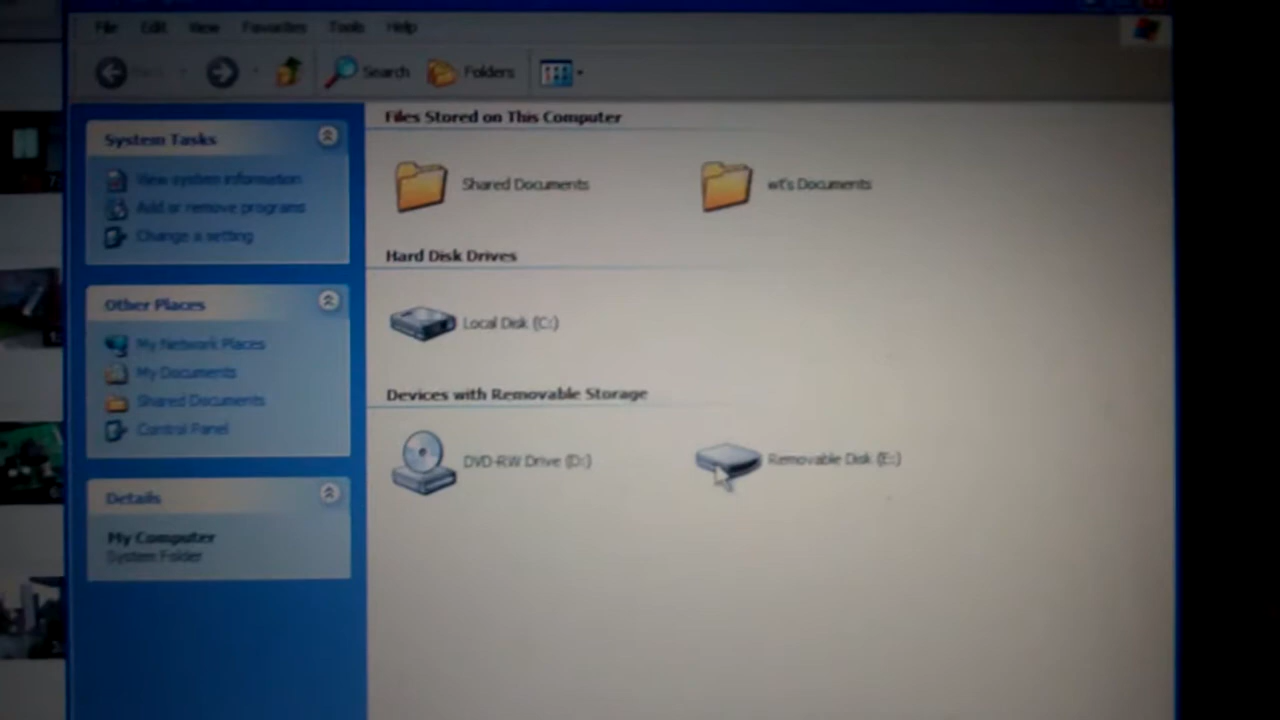 File Edit View Favorites Tools Help
Back Search Folders
System Tasks
View system information
Add or remove programs
Change a setting
Other Places
My Network Places
My Documents
Shared Documents
Control Panel
Details
My Computer
System Folder
Files Stored on This Computer
Shared Documents wt's Documents
Hard Disk Drives
Local Disk (C:)
Devices with Removable Storage
DVD-RW Drive (D:) Removable Disk (E:)